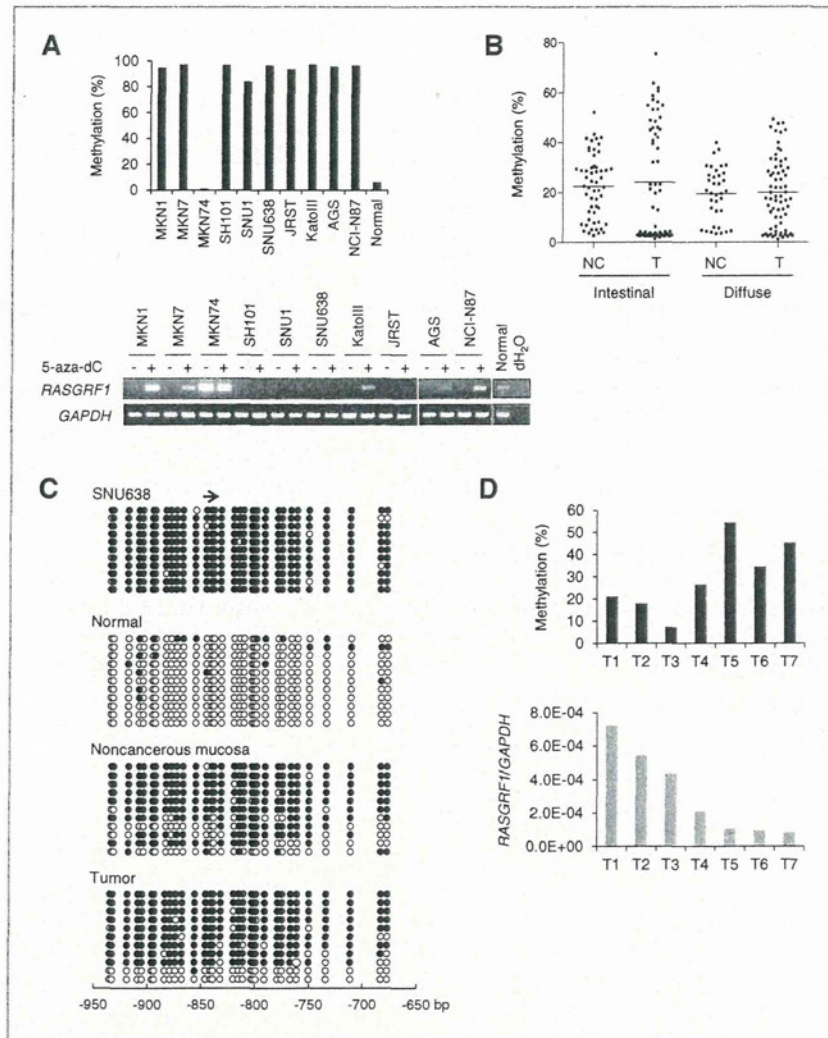 A
Methylation (%)
100
80
60
40
20
0
MKN1
MKN7
MKN74
SH101
SNU1
SNU638
JRST
KatoIII
AGS
NCI-N87
Normal
B
Methylation (%)
80
60
40
20
0
NC T NC T
Intestinal Diffuse
MKN1
MKN7
MKN74
SH101
SNU1
SNU638
KatoIII
JRST
AGS
NCI-N87
Normal
dH2O
5-aza-dC - + - + - + - + - + - + - + - + - + - +
RASGRF1
GAPDH
C
SNU638
Normal
Noncancerous mucosa
Tumor
-950 -900 -850 -800 -750 -700 -650 bp
D
Methylation (%)
60
50
40
30
20
10
0
T1 T2 T3 T4 T5 T6 T7
RASGRF1/GAPDH
8.0E-04
6.0E-04
4.0E-04
2.0E-04
0.0E+00
T1 T2 T3 T4 T5 T6 T7